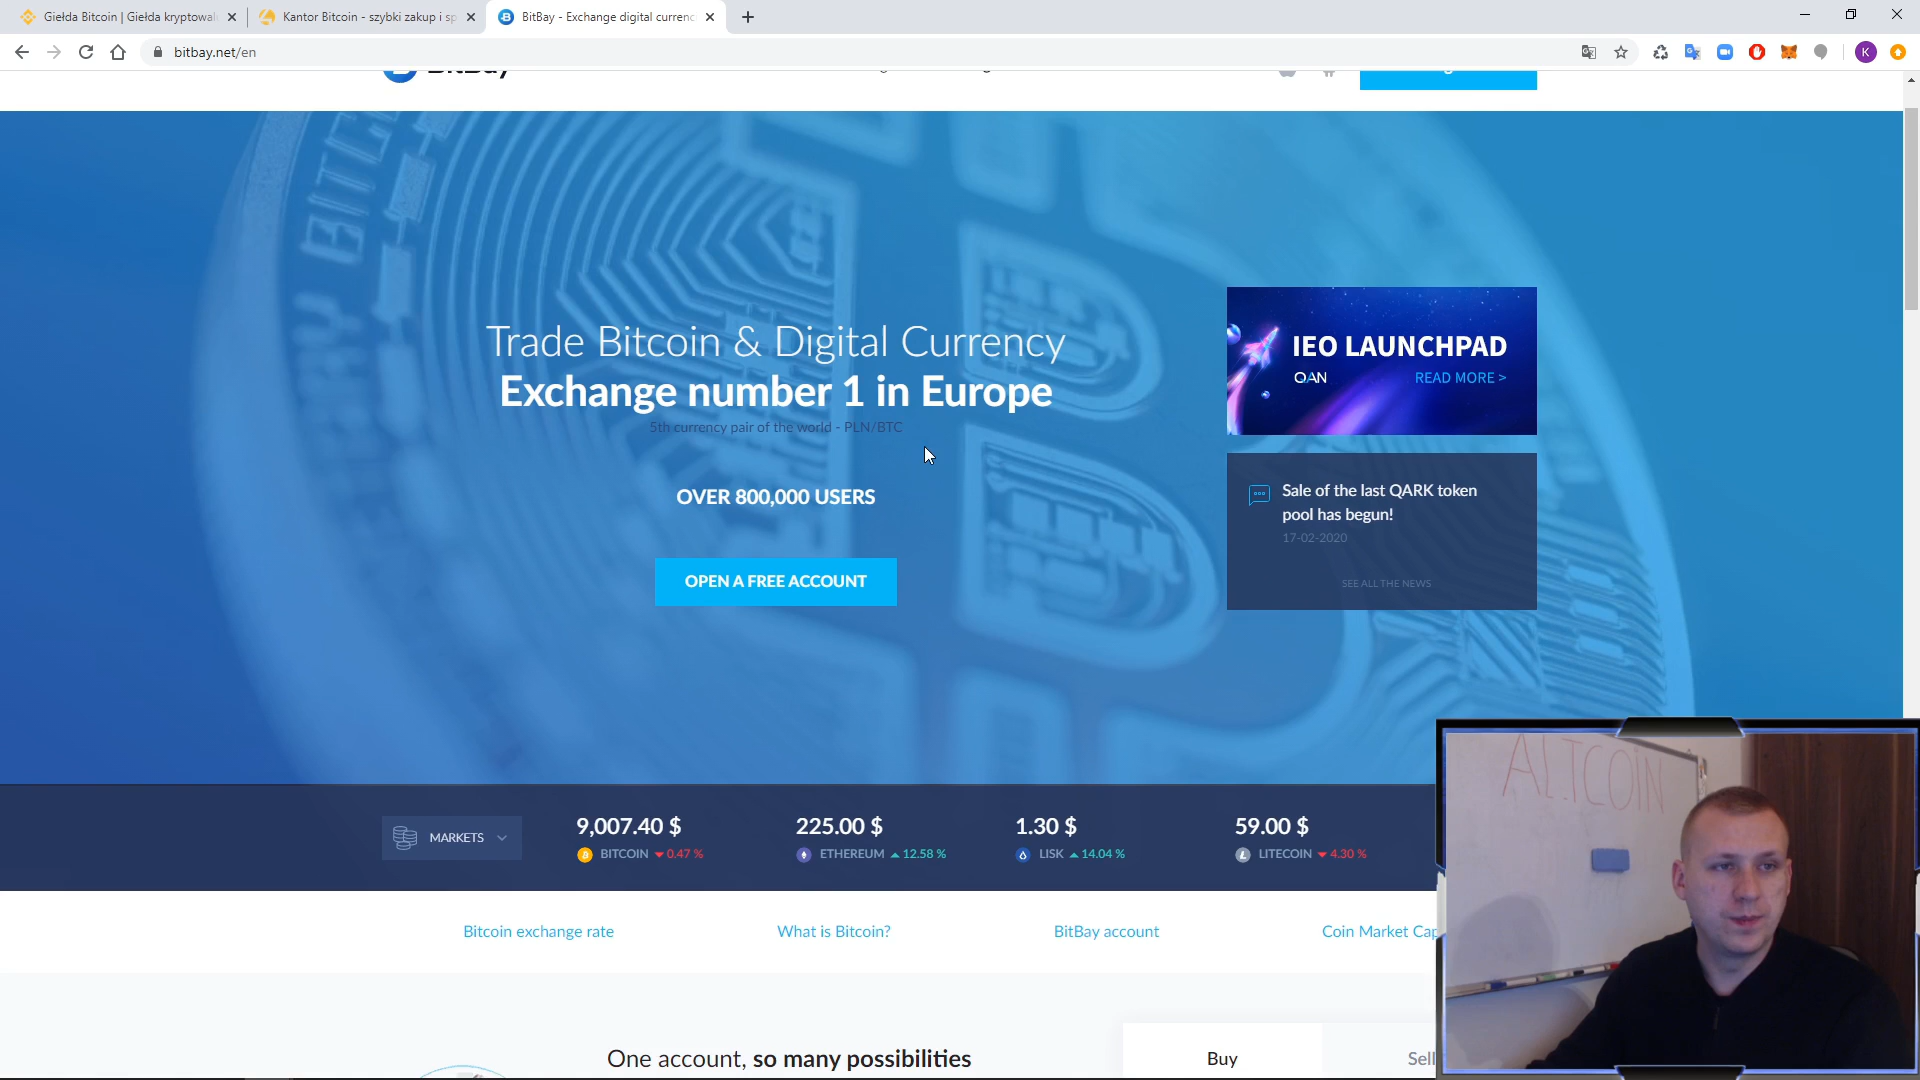 Giełda Bitcoin | Giełda kryptowal
Kantor Bitcoin - szybki zakup i sp
BitBay - Exchange digital currenc
bitbay.net/en
K
BitBay
Trade Bitcoin & Digital Currency
Exchange number 1 in Europe
5th currency pair of the world - PLN/BTC
OVER 800,000 USERS
OPEN A FREE ACCOUNT
IEO LAUNCHPAD
QAN READ MORE >
Sale of the last QARK token
pool has begun!
17-02-2020
SEE ALL THE NEWS
MARKETS
9,007.40 $
BITCOIN 0.47 %
225.00 $
ETHEREUM 12.58 %
1.30 $
LISK 14.04 %
59.00 $
LITECOIN 4.30 %
Bitcoin exchange rate
What is Bitcoin?
BitBay account
Coin Market Cap
One account, so many possibilities
Buy
Sell
ALTCOIN